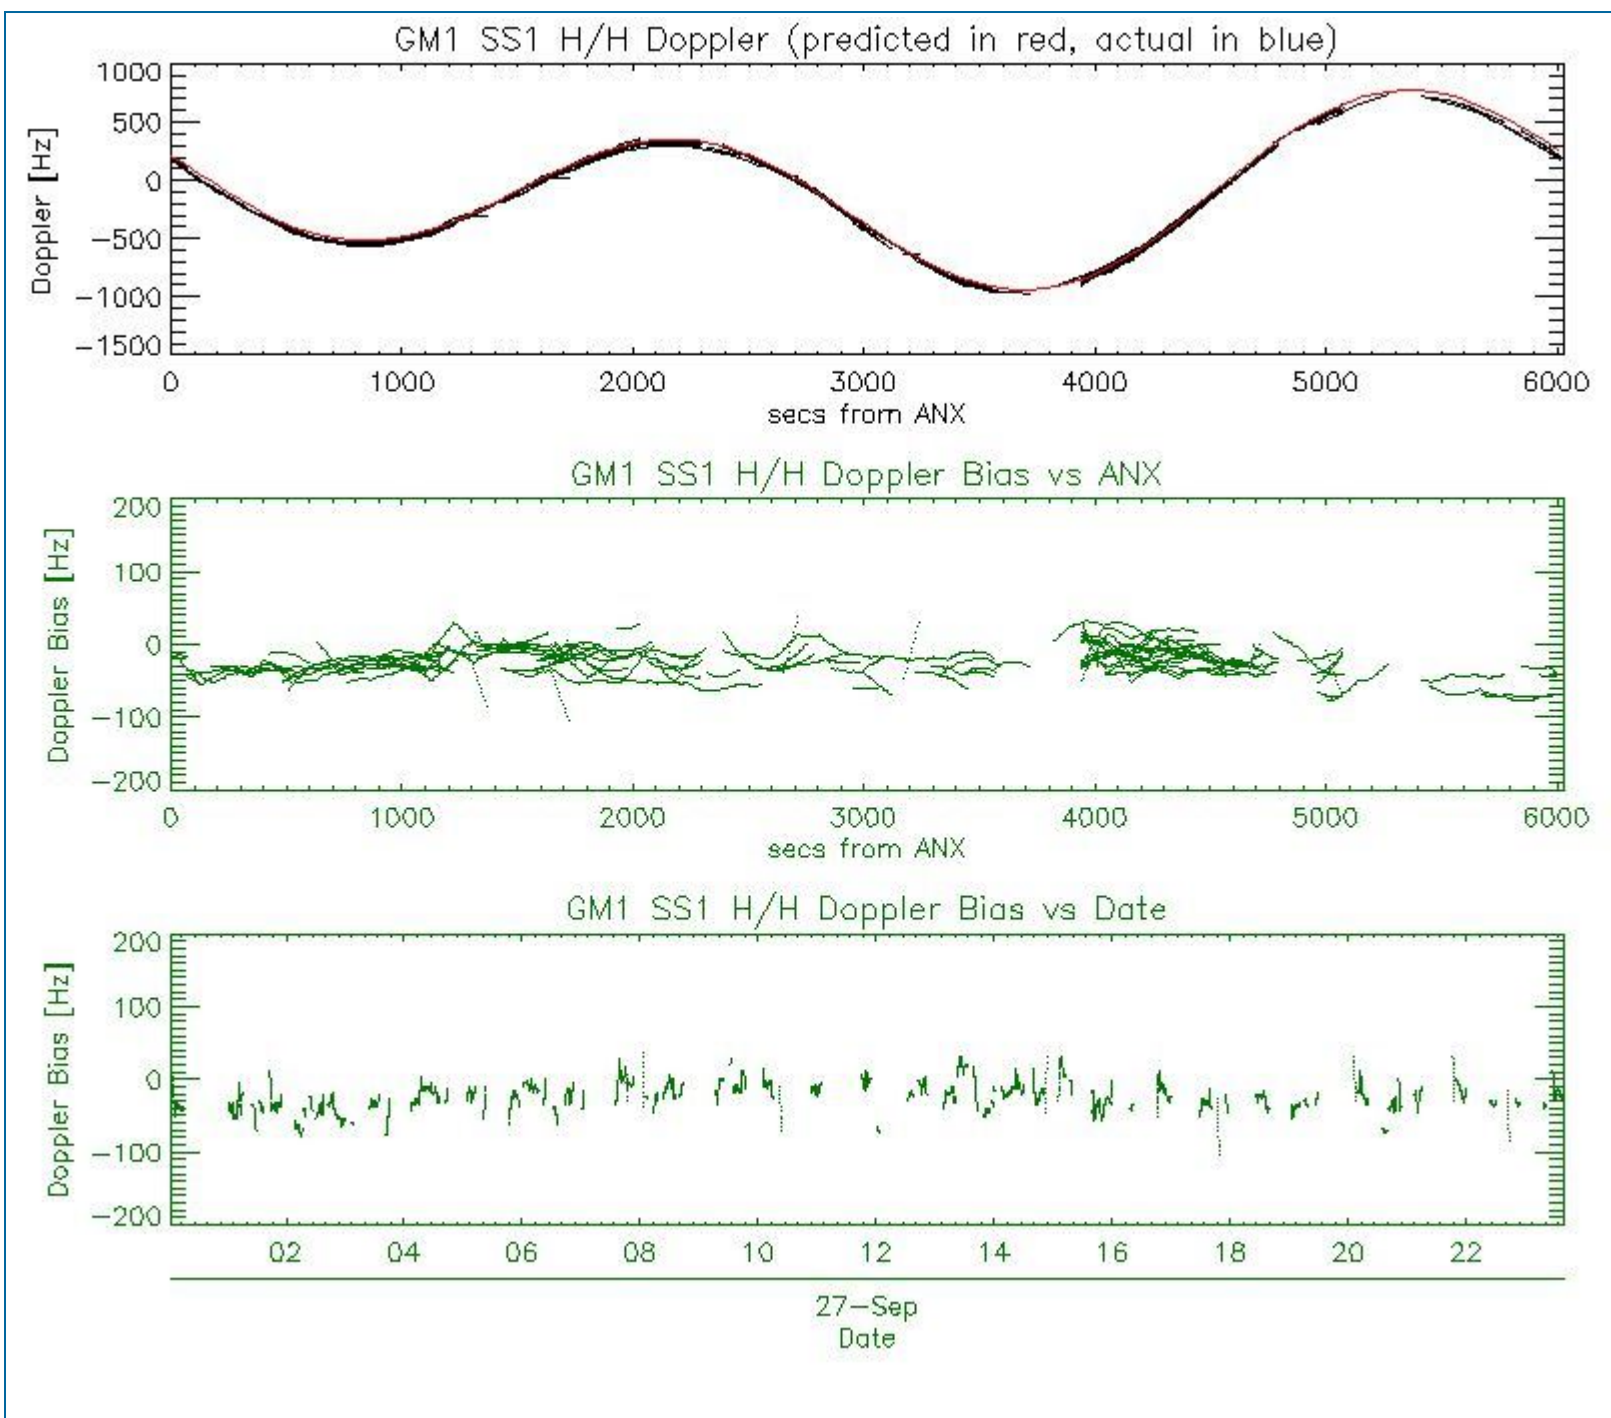 GM1 SS1 H/H Doppler (predicted in red, actual in blue)
Doppler [Hz]
1000
500
0
−500
−1000
−1500
0 1000 2000 3000 4000 5000 6000
secs from ANX
GM1 SS1 H/H Doppler Bias vs ANX
Doppler Bias [Hz]
200
100
0
−100
−200
0 1000 2000 3000 4000 5000 6000
secs from ANX
GM1 SS1 H/H Doppler Bias vs Date
Doppler Bias [Hz]
200
100
0
−100
−200
02 04 06 08 10 12 14 16 18 20 22
27−Sep
Date